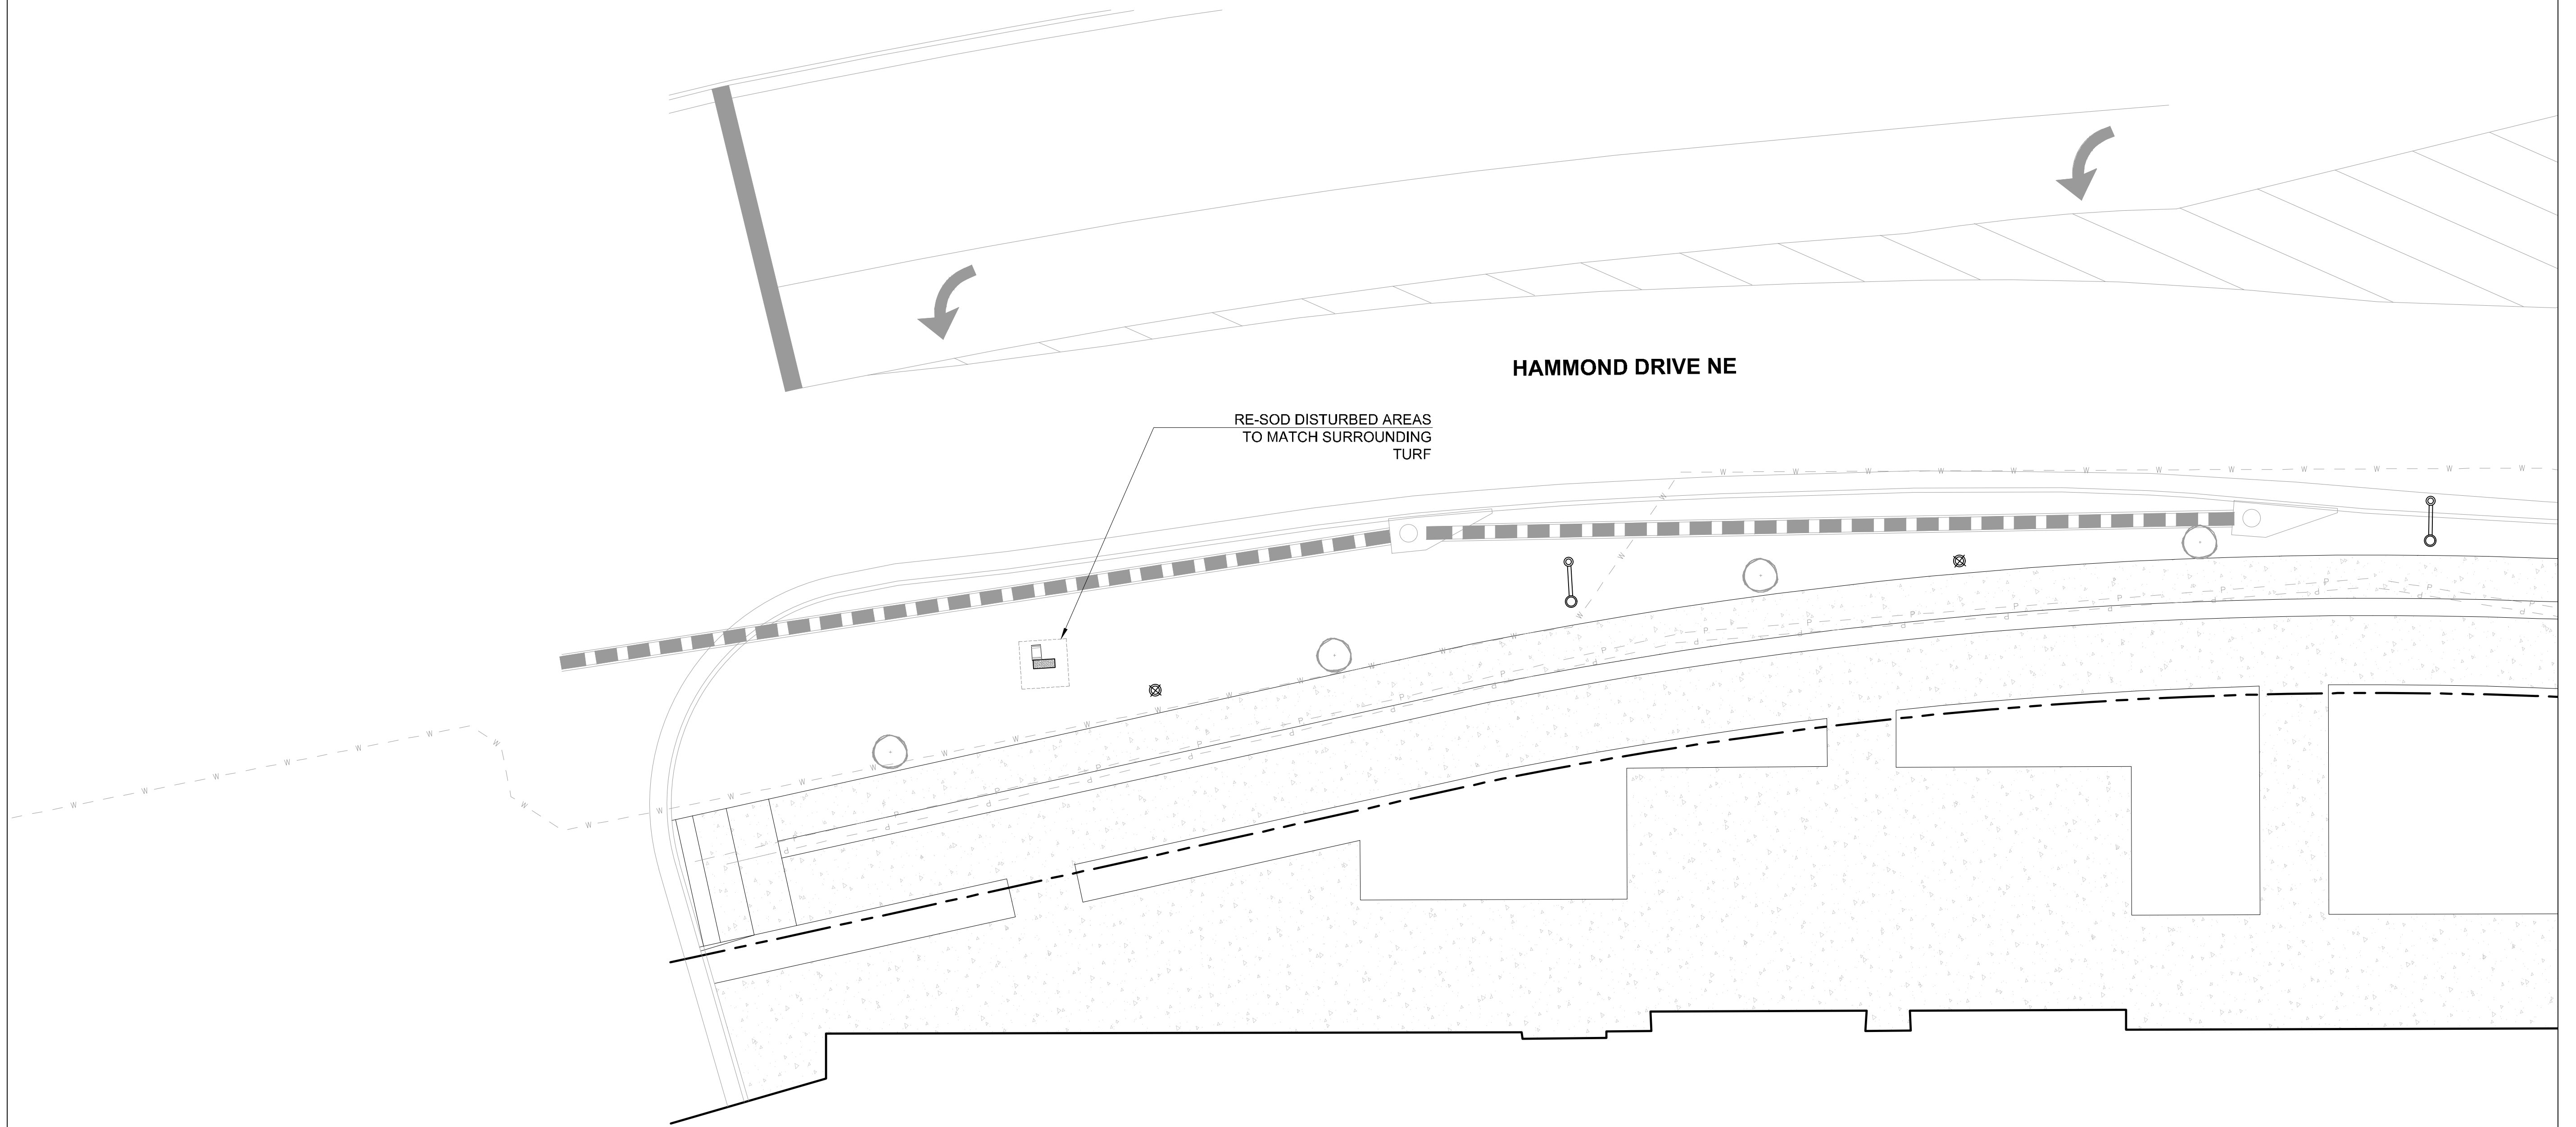 HAMMOND DRIVE NE
RE-SOD DISTURBED AREAS
TO MATCH SURROUNDING
TURF